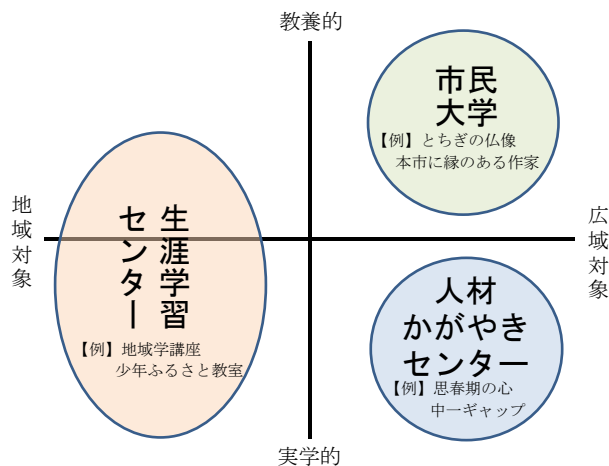 教養的
市民
大学
【例】とちぎの仏像
本市に縁のある作家
地域対象
生涯学習
センター
【例】地域学講座
少年ふるさと教室
広域対象
人材
かがやき
センター
【例】思春期の心
中一ギャップ
実学的